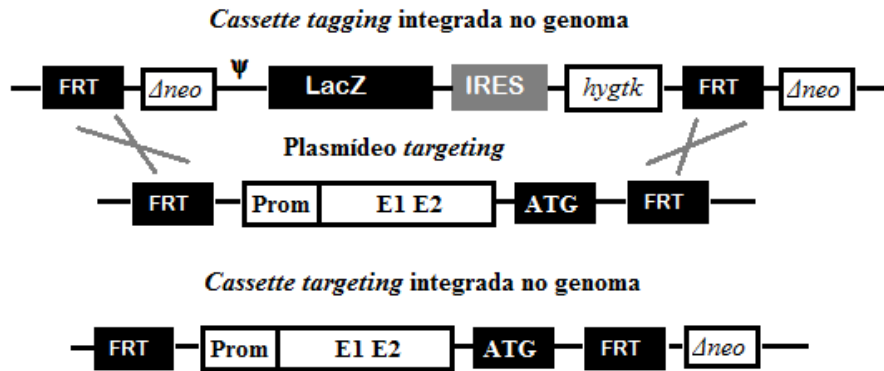 Cassette tagging integrada no genoma
FRT Δneo Ψ LacZ IRES hygtk FRT Δneo
Plasmídeo targeting
FRT Prom E1 E2 ATG FRT
Cassette targeting integrada no genoma
FRT Prom E1 E2 ATG FRT Δneo